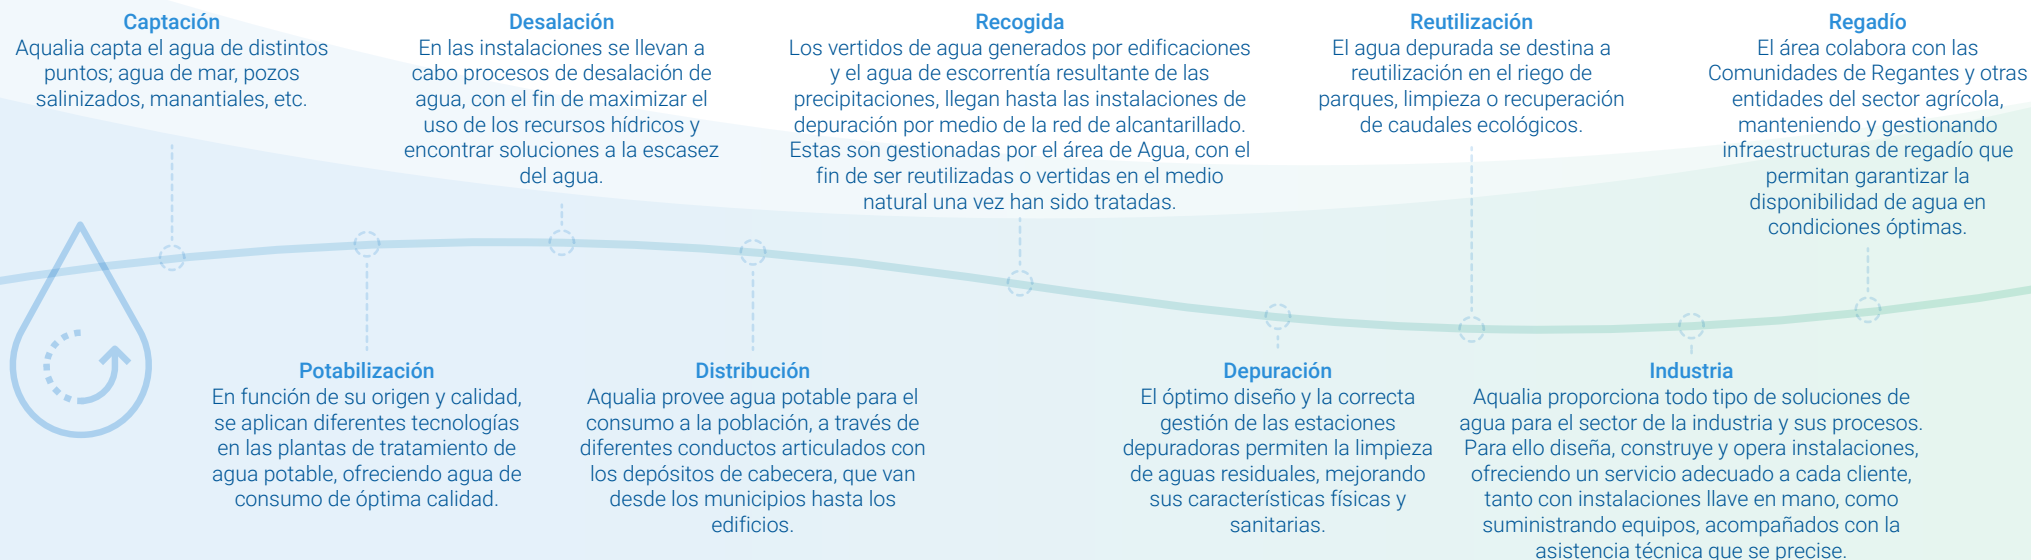 Captación
Aqualia capta el agua de distintos
puntos; agua de mar, pozos
salinizados, manantiales, etc.
Potabilización
En función de su origen y calidad,
se aplican diferentes tecnologías
en las plantas de tratamiento de
agua potable, ofreciendo agua de
consumo de óptima calidad.
Desalación
En las instalaciones se llevan a
cabo procesos de desalación de
agua, con el fin de maximizar el
uso de los recursos hídricos y
encontrar soluciones a la escasez
del agua.
Distribución
Aqualia provee agua potable para el
consumo a la población, a través de
diferentes conductos articulados con
los depósitos de cabecera, que van
desde los municipios hasta los
edificios.
Recogida
Los vertidos de agua generados por edificaciones
y el agua de escorrentía resultante de las
precipitaciones, llegan hasta las instalaciones de
depuración por medio de la red de alcantarillado.
Estas son gestionadas por el área de Agua, con el
fin de ser reutilizadas o vertidas en el medio
natural una vez han sido tratadas.
Depuración
El óptimo diseño y la correcta
gestión de las estaciones
depuradoras permiten la limpieza
de aguas residuales, mejorando
sus características físicas y
sanitarias.
Reutilización
El agua depurada se destina a
reutilización en el riego de
parques, limpieza o recuperación
de caudales ecológicos.
Industria
Aqualia proporciona todo tipo de soluciones de
agua para el sector de la industria y sus procesos.
Para ello diseña, construye y opera instalaciones,
ofreciendo un servicio adecuado a cada cliente,
tanto con instalaciones llave en mano, como
suministrando equipos, acompañados con la
asistencia técnica que se precise.
Regadío
El área colabora con las
Comunidades de Regantes y otras
entidades del sector agrícola,
manteniendo y gestionando
infraestructuras de regadío que
permitan garantizar la
disponibilidad de agua en
condiciones óptimas.